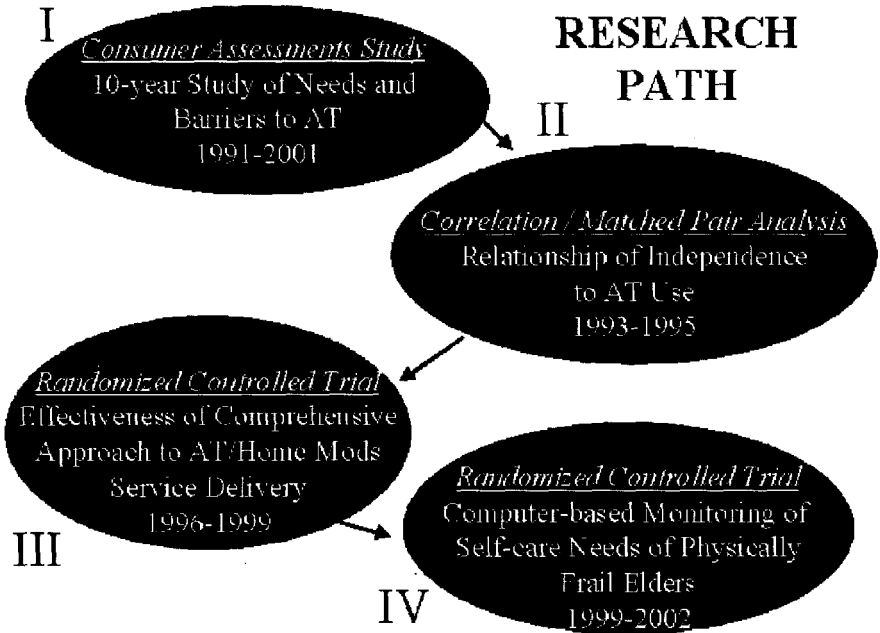 RESEARCH
PATH
I
Consumer Assessments Study
10-year Study of Needs and
Barriers to AT
1991-2001
II
Correlation / Matched Pair Analysis
Relationship of Independence
to AT Use
1993-1995
III
Randomized Controlled Trial
Effectiveness of Comprehensive
Approach to AT/Home Mods
Service Delivery
1996-1999
IV
Randomized Controlled Trial
Computer-based Monitoring of
Self-care Needs of Physically
Frail Elders
1999-2002